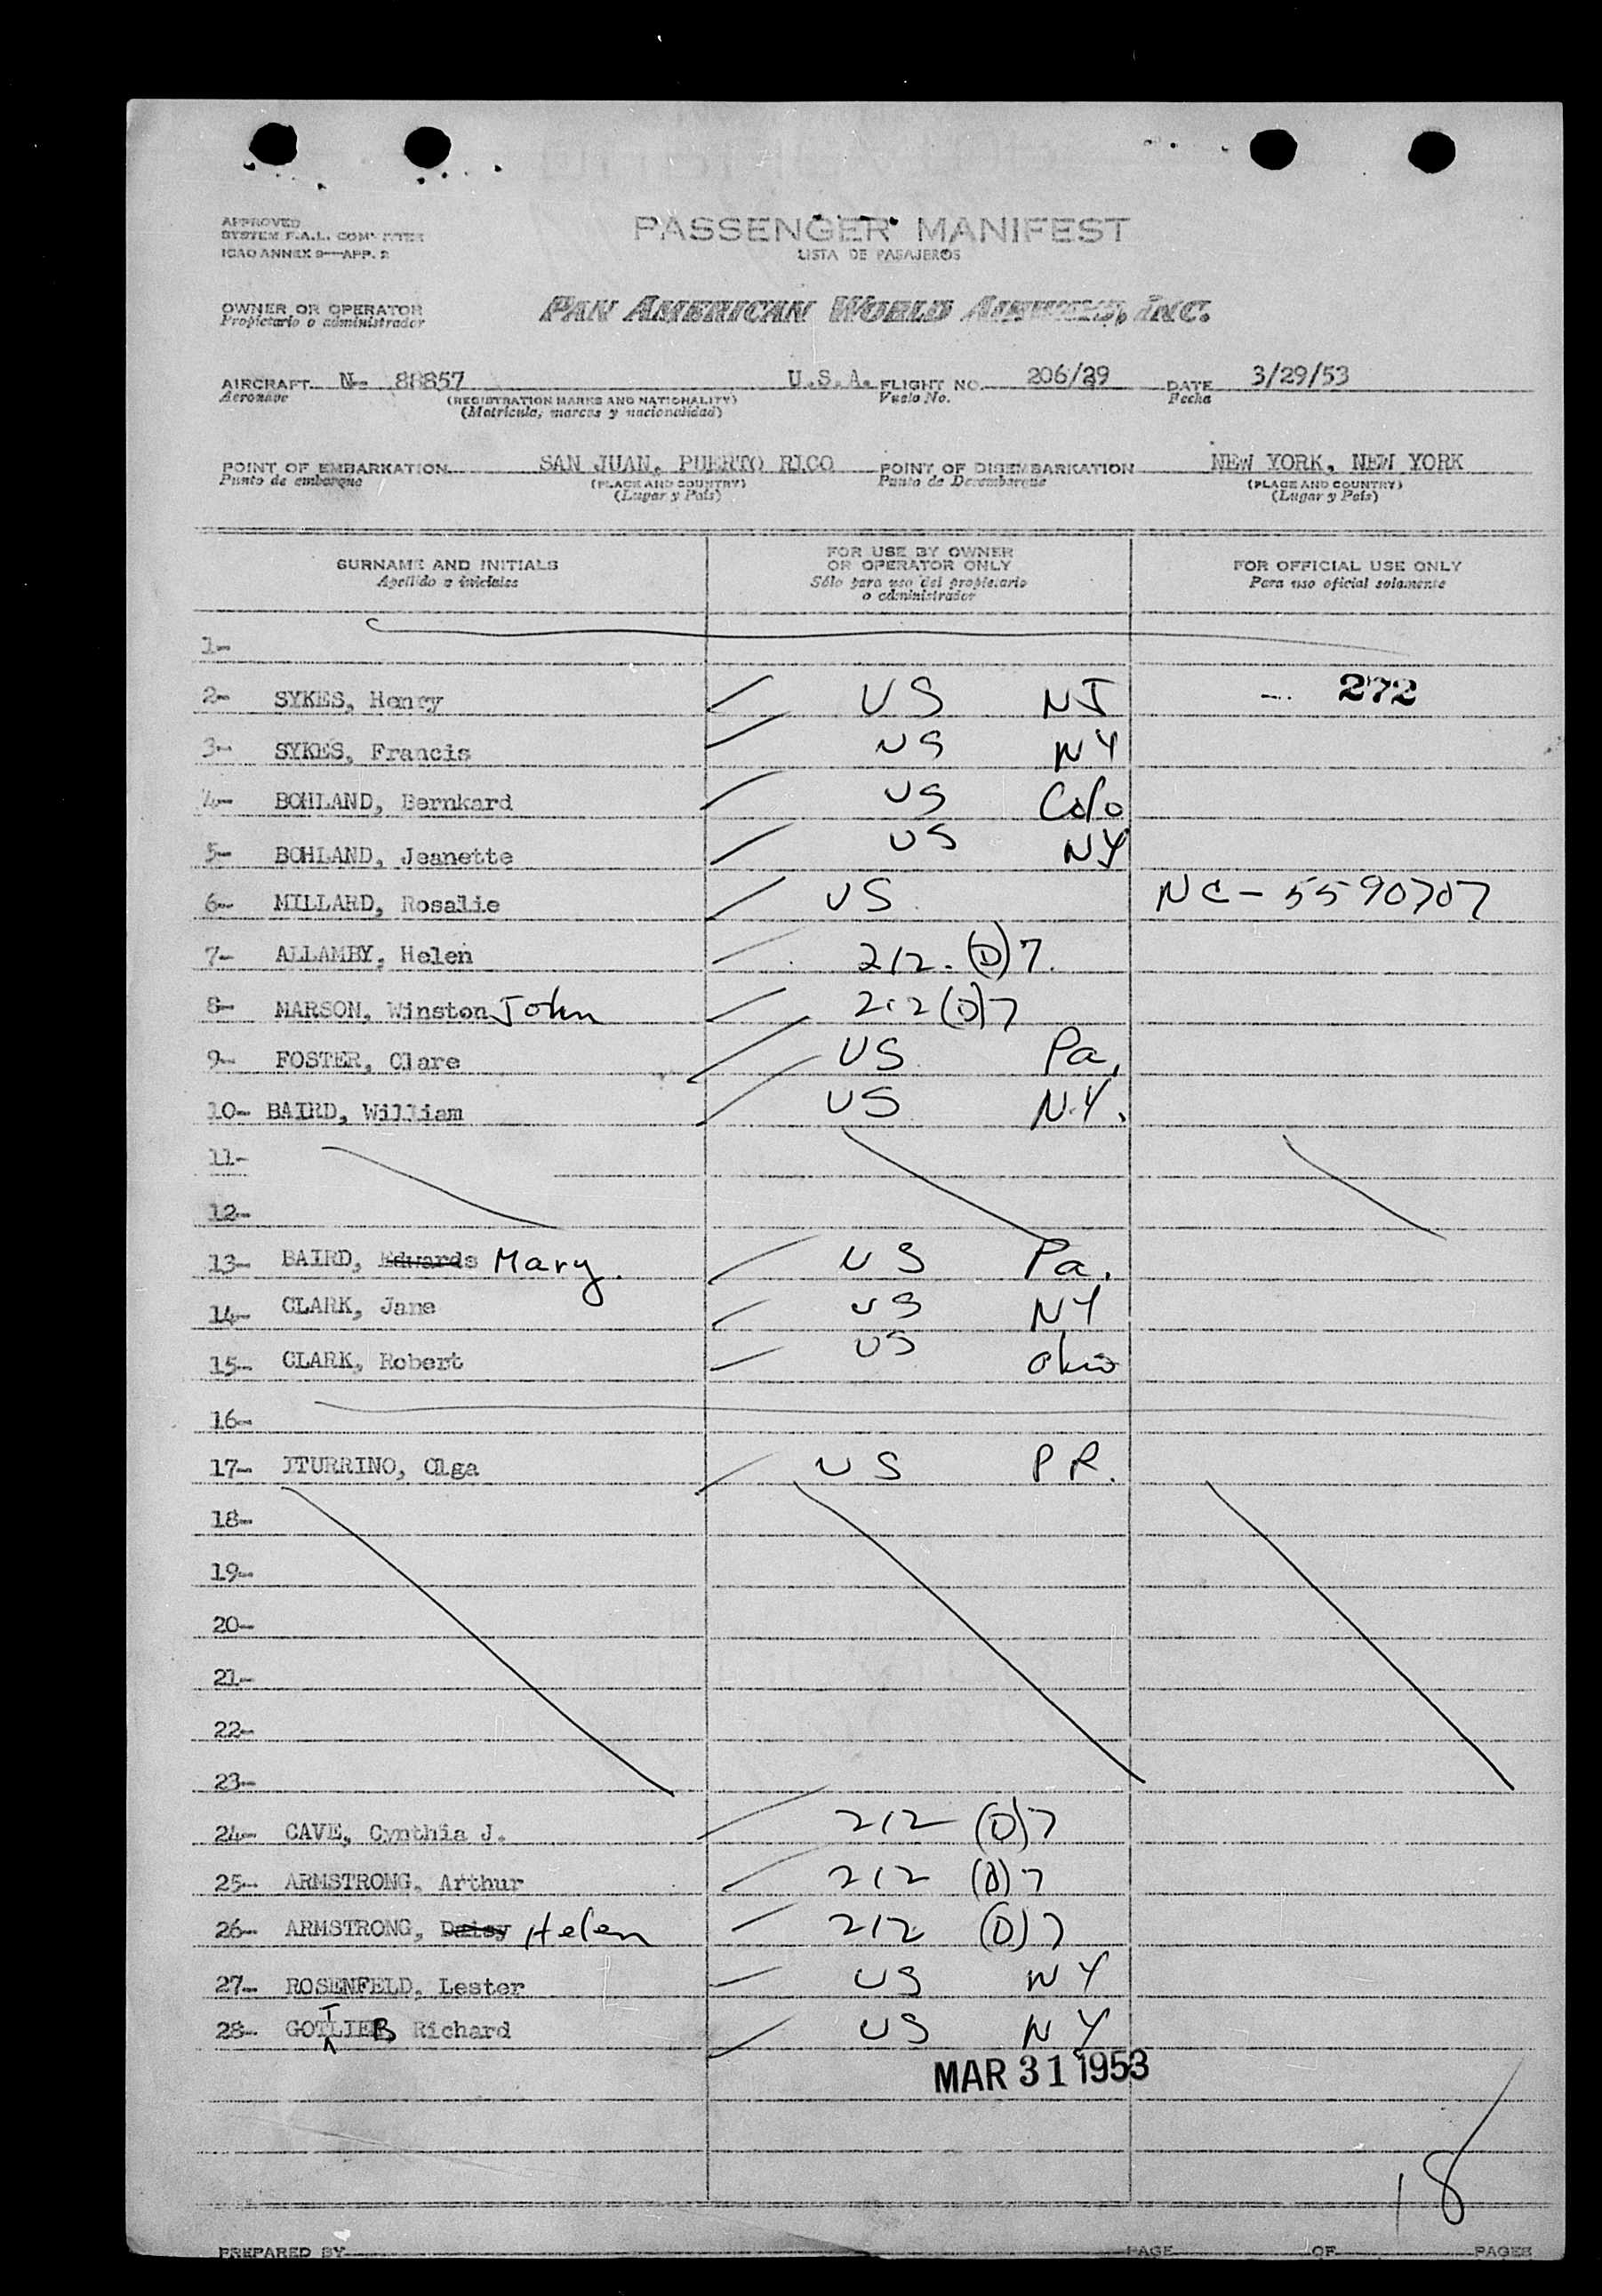 PASSENGER MANIFEST
LISTA DE PASAJEROS
APPROVED
SYSTEM F.A.L. COMMITTEE
ICAO ANNEX 9—APP. 2
OWNER OR OPERATOR PAN AMERICAN WORLD AIRWAYS, INC.
Propietario o administrador
AIRCRAFT N- 88857 U.S.A. FLIGHT NO. 206/29 DATE 3/29/53
Aeronave (REGISTRATION MARKS AND NATIONALITY) Vuelo No. Fecha
(Matricula, marcas y nacionalidad)
POINT OF EMBARKATION SAN JUAN, PUERTO RICO POINT OF DISEMBARKATION NEW YORK, NEW YORK
Punto de embarque (PLACE AND COUNTRY) Punto de Desembarque (PLACE AND COUNTRY)
(Lugar y País) (Lugar y País)
SURNAME AND INITIALS FOR USE BY OWNER OR OPERATOR ONLY FOR OFFICIAL USE ONLY
Apellido e iniciales Sólo para uso del propietario o administrador Para uso oficial solamente
1-
2- SYKES, Henry US NJ - 272
3- SYKES, Francis US NY
4- BOHLAND, Bernkard US Colo
5- BOHLAND, Jeanette US NY
6- MILLARD, Rosalie US NC - 5590707
7- ALLAMBY, Helen 212 - (D) 7.
8- MARSON, Winston John 212 (D) 7
9- FOSTER, Clare US Pa.
10- BAIRD, William US N.Y.
11-
12-
13- BAIRD, Edwards Mary. US Pa.
14- CLARK, Jane US NY
15- CLARK, Robert US Ohio
16-
17- ITURRINO, Olga US P R.
18-
19-
20-
21-
22-
23-
24- CAVE, Cynthia J. 212 (D) 7
25- ARMSTRONG, Arthur 212 (D) 7
26- ARMSTRONG, Daisy Helen 212 (D) 7
27- ROSENFELD, Lester US NY
28- GOTTLIEB Richard US NY
MAR 31 1953
18
PREPARED BY PAGE OF PAGES